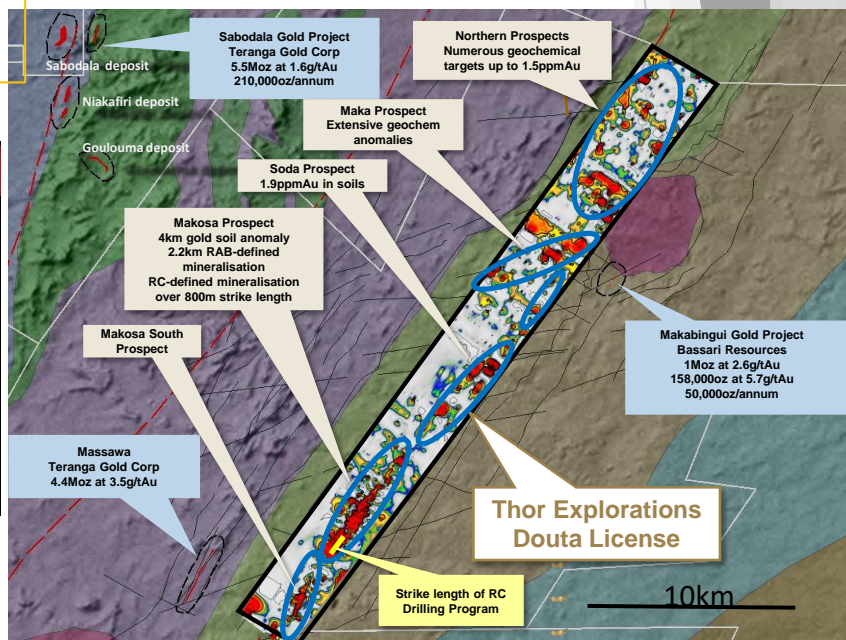 Sabodala Gold Project
Teranga Gold Corp
5.5Moz at 1.6g/tAu
210,000oz/annum
Northern Prospects
Numerous geochemical
targets up to 1.5ppmAu
Sabodala deposit
Niakafiri deposit
Goulouma deposit
Maka Prospect
Extensive geochem
anomalies
Soda Prospect
1.9ppmAu in soils
Makosa Prospect
4km gold soil anomaly
2.2km RAB-defined
mineralisation
RC-defined mineralisation
over 800m strike length
Makosa South
Prospect
Makabingui Gold Project
Bassari Resources
1Moz at 2.6g/tAu
158,000oz at 5.7g/tAu
50,000oz/annum
Massawa
Teranga Gold Corp
4.4Moz at 3.5g/tAu
Thor Explorations
Douta License
Strike length of RC
Drilling Program
10km